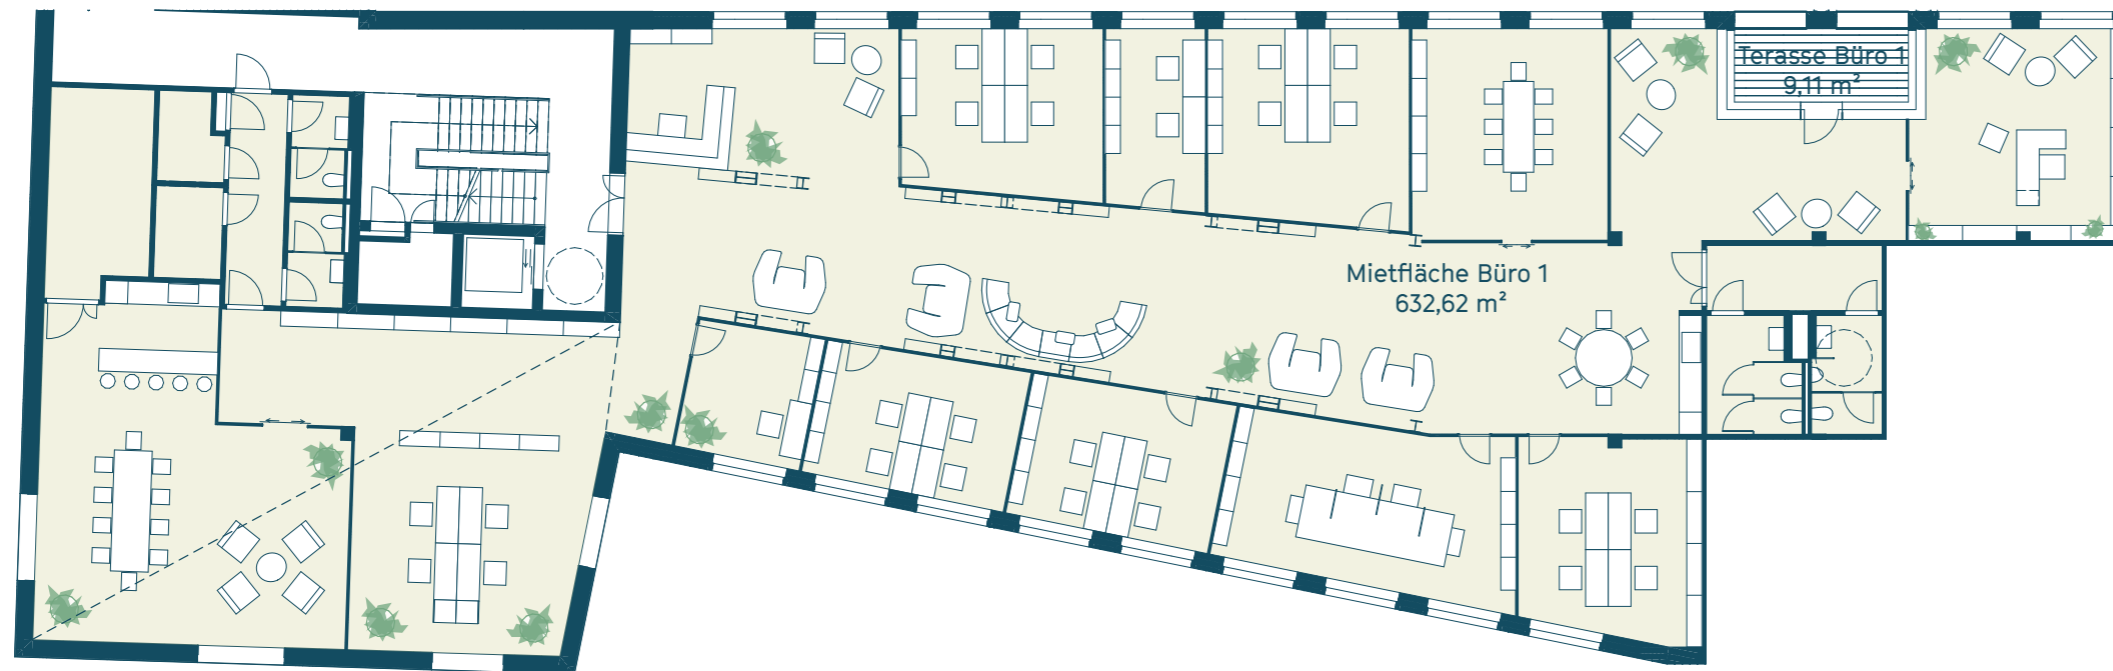 Terasse Büro 1
9,11 m²
Mietfläche Büro 1
632,62 m²